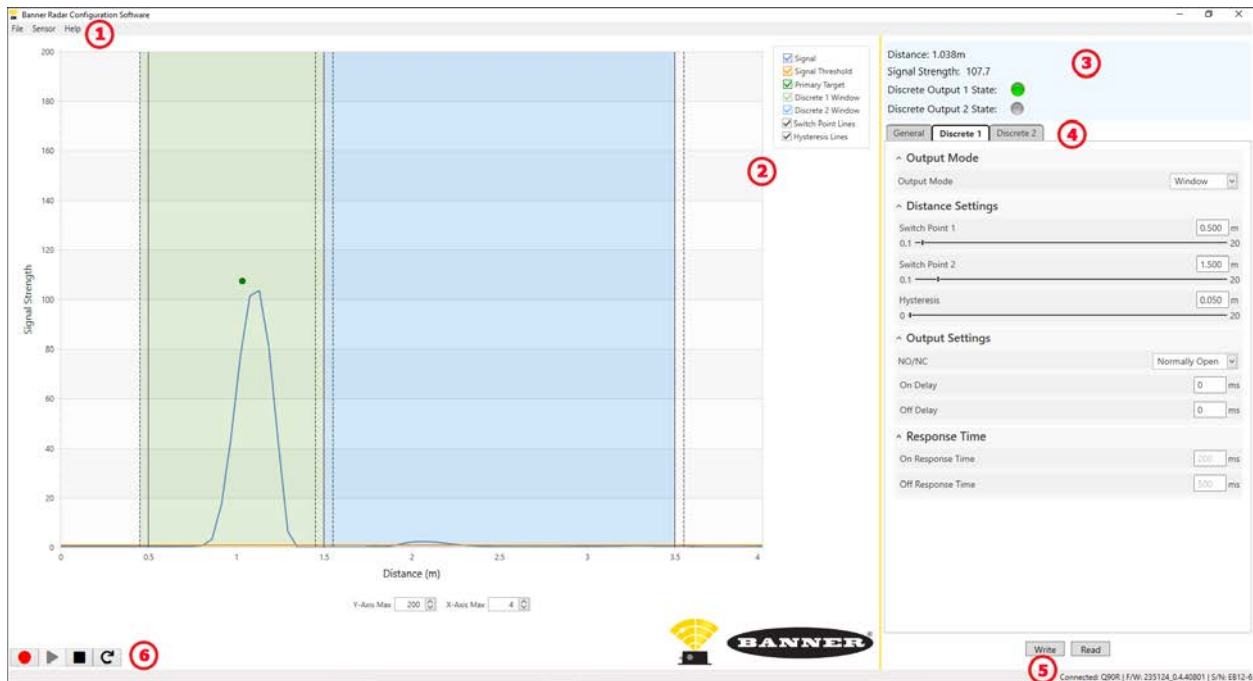 Banner Radar Configuration Software
File Sensor Help
1
200
180
160
140
120
100
80
60
40
20
0
Signal Strength
0 0.5 1 1.5 2 2.5 3 3.5 4
Distance (m)
Y-Axis Max 200 X-Axis Max 4
Signal
Signal Threshold
Primary Target
Discrete 1 Window
Discrete 2 Window
Switch Point Lines
Hysteresis Lines
2
BANNER
6
Distance: 1.038m
Signal Strength: 107.7
Discrete Output 1 State:
Discrete Output 2 State:
3
General Discrete 1 Discrete 2
4
Output Mode
Output Mode Window
Distance Settings
Switch Point 1 0.500 m
0.1 20
Switch Point 2 1.500 m
0.1 20
Hysteresis 0.050 m
0 20
Output Settings
NO/NC Normally Open
On Delay 0 ms
Off Delay 0 ms
Response Time
On Response Time 200 ms
Off Response Time 500 ms
Write Read
5
Connected: Q90R | F/W: 235124_0.4.40801 | S/N: EB12-6